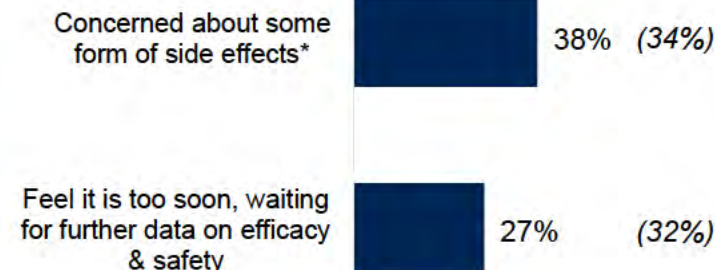 Concerned about some
form of side effects*
38% (34%)
Feel it is too soon, waiting
for further data on efficacy
& safety
27% (32%)